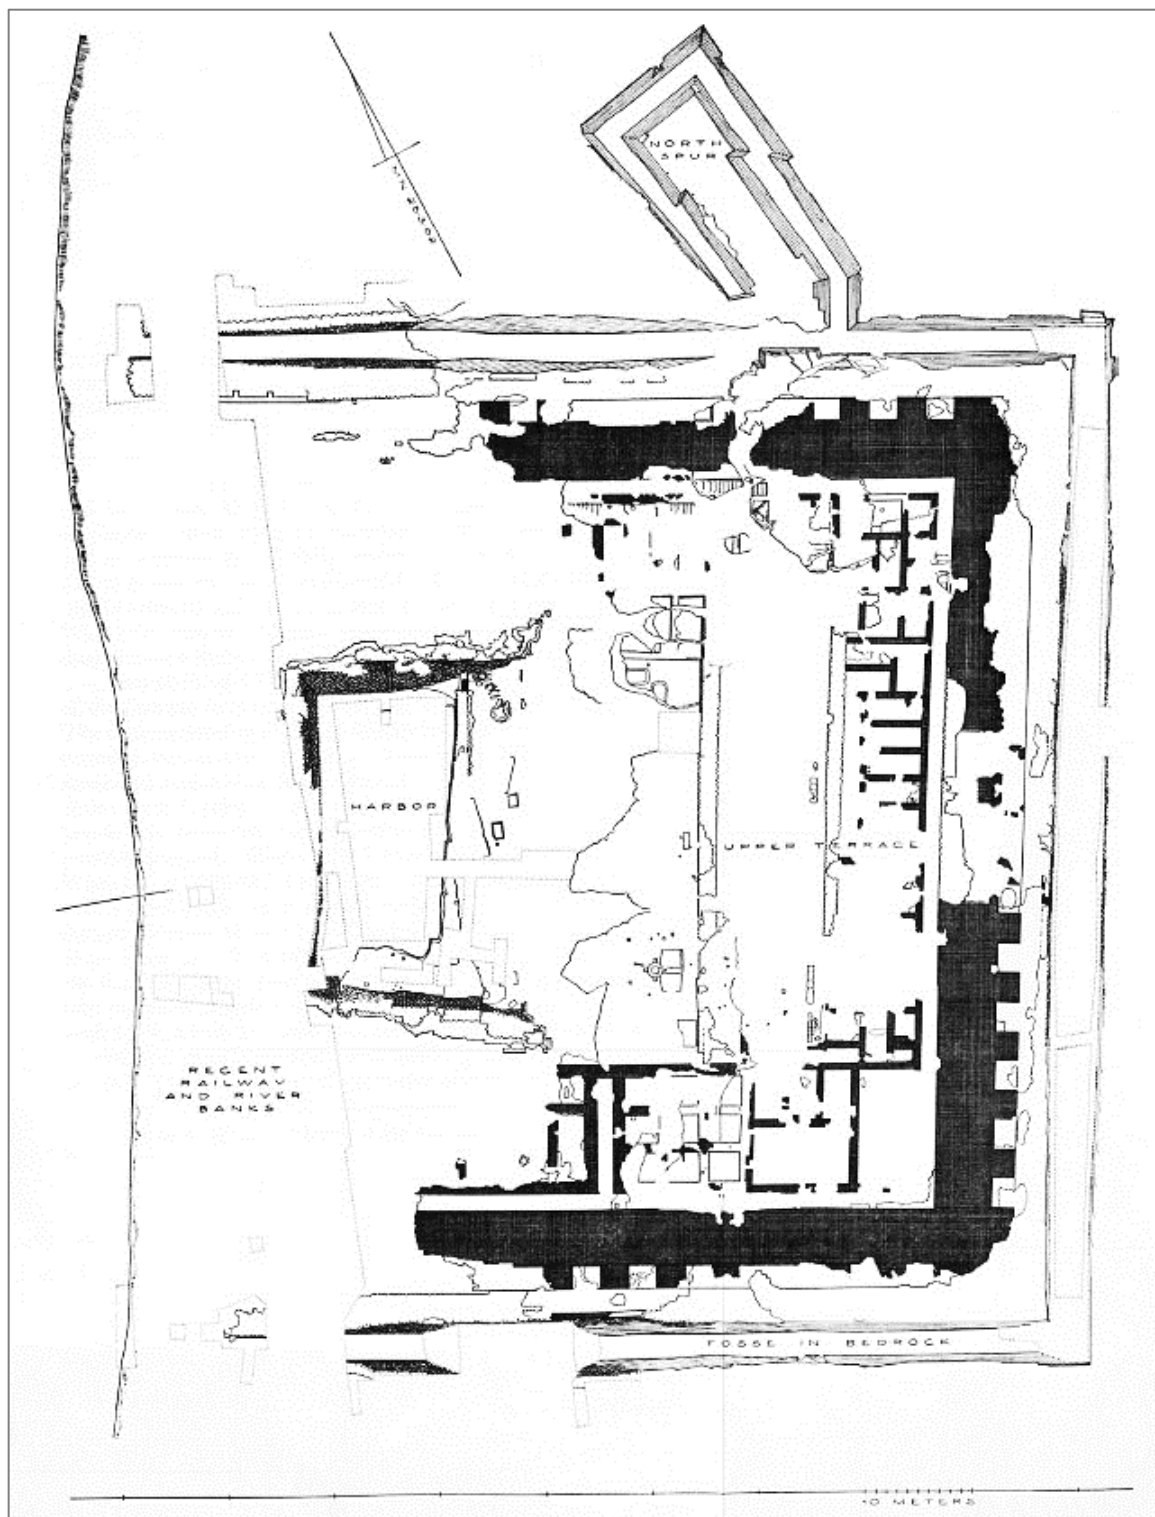 NORTH
SPUR
HARBOR
UPPER TERRACE
RECENT
RAILWAY
AND RIVER
BANKS
FOSSE IN BEDROCK
10 METERS